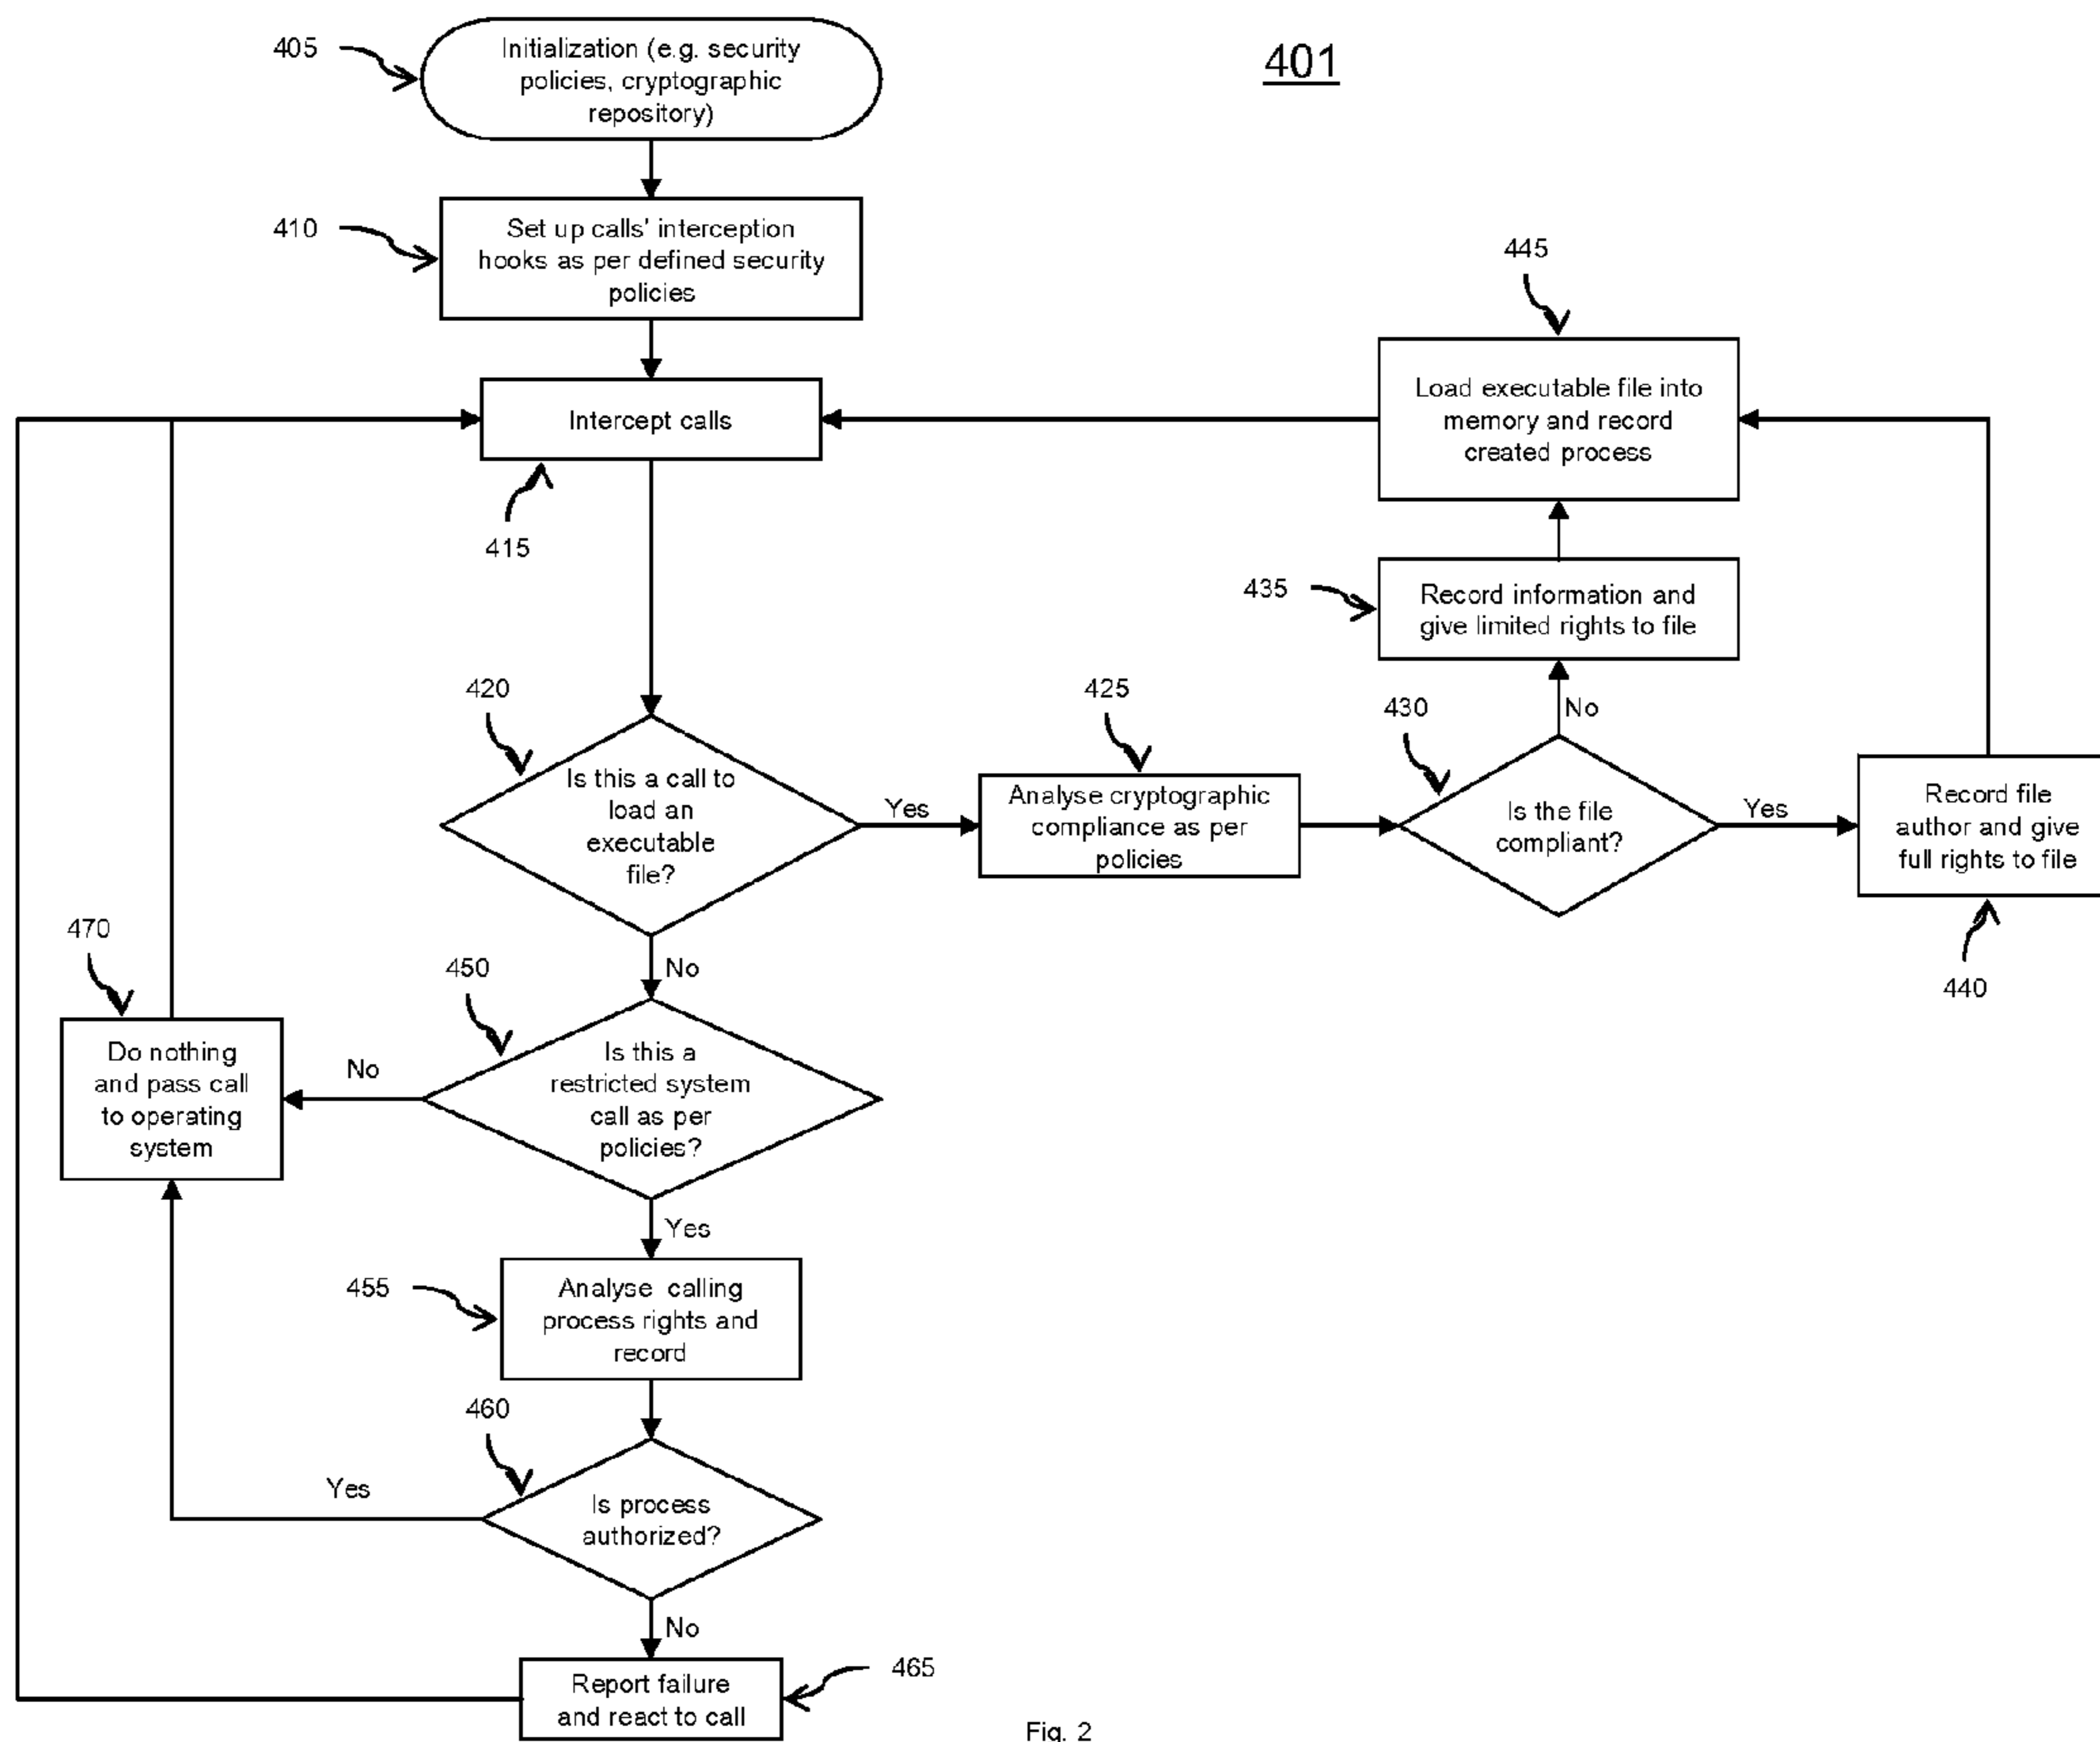 405
Initialization (e.g. security
policies, cryptographic
repository)
401
410
Set up calls' interception
hooks as per defined security
policies
445
Load executable file into
memory and record
created process
Intercept calls
415
435
Record information and
give limited rights to file
420
Is this a call to
load an
executable
file?
Yes
425
Analyse cryptographic
compliance as per
policies
430
No
Is the file
compliant?
Yes
Record file
author and give
full rights to file
440
No
470
Do nothing
and pass call
to operating
system
No
450
Is this a
restricted system
call as per
policies?
Yes
455
Analyse calling
process rights and
record
460
Yes
Is process
authorized?
No
Report failure
and react to call
465
Fig. 2